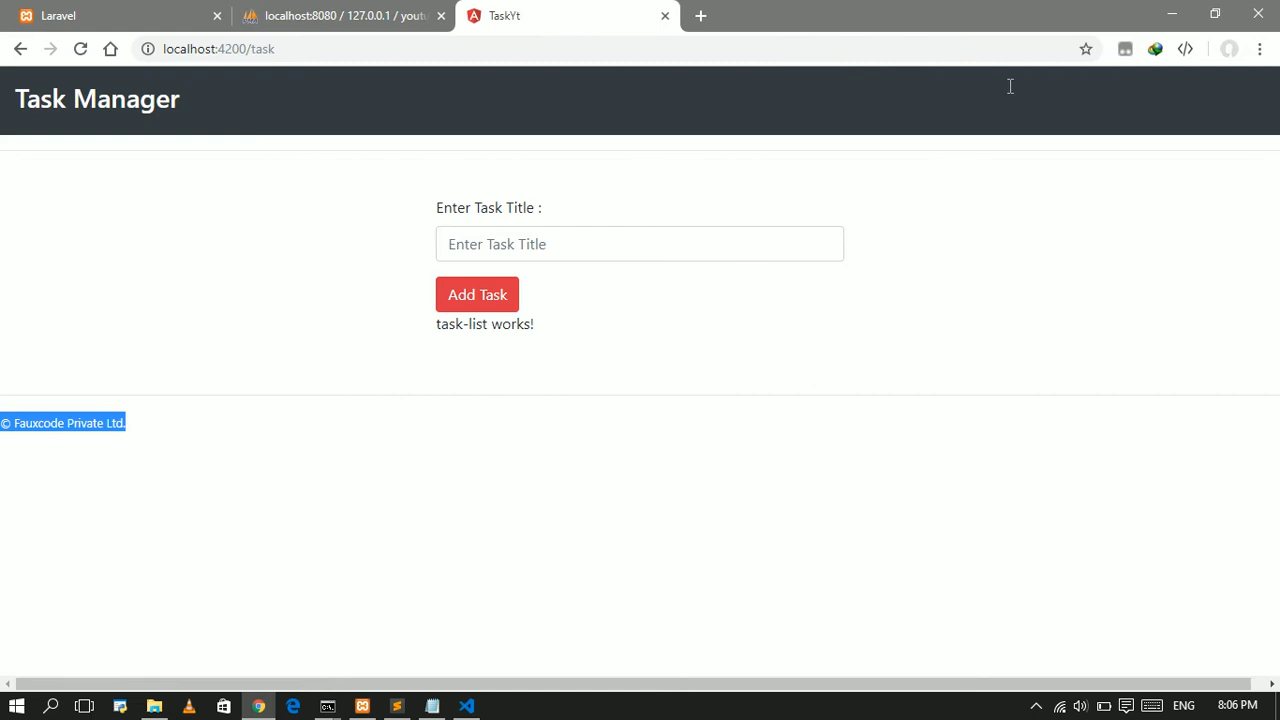 Laravel
localhost:8080 / 127.0.0.1 / youtu
TaskYt
localhost:4200/task
Task Manager
Enter Task Title :
Enter Task Title
Add Task
task-list works!
© Fauxcode Private Ltd.
ENG
8:06 PM